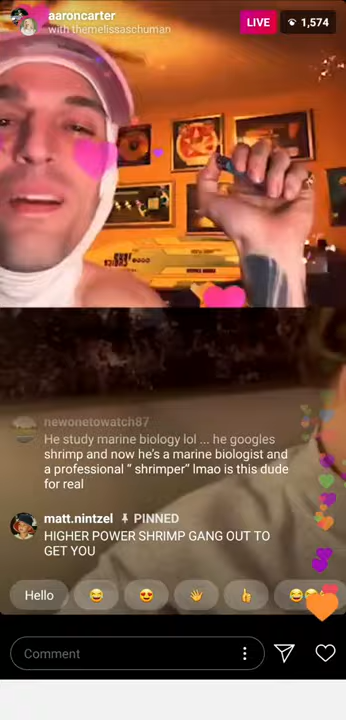 aaroncarter
with themelissaschuman
LIVE
1,574
newonetowatch87
He study marine biology lol ... he googles
shrimp and now he's a marine biologist and
a professional “ shrimper” lmao is this dude
for real
matt.nintzel PINNED
HIGHER POWER SHRIMP GANG OUT TO
GET YOU
Hello
Comment